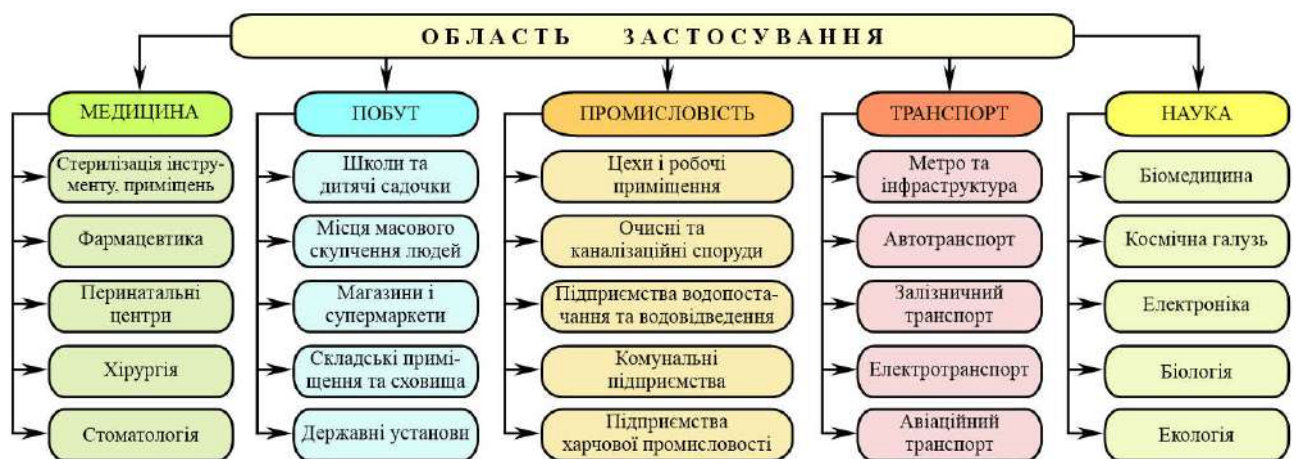 ОБЛАСТЬ ЗАСТОСУВАННЯ
МЕДИЦИНА
Стерилізація інстру-
менту, приміщень
Фармацевтика
Перинатальні
центри
Хірургія
Стоматологія
ПОБУТ
Школи та
дитячі садочки
Місця масового
скупчення людей
Магазини і
супермаркети
Складські примі-
щення та сховища
Державні установи
ПРОМИСЛОВІСТЬ
Цехи і робочі
приміщення
Очисні та
каналізаційні споруди
Підприємства водопоста-
чання та водовідведення
Комунальні
підприємства
Підприємства
харчової промисловості
ТРАНСПОРТ
Метро та
інфраструктура
Автотранспорт
Залізничний
транспорт
Електротранспорт
Авіаційний
транспорт
НАУКА
Біомедицина
Космічна галузь
Електроніка
Біологія
Екологія